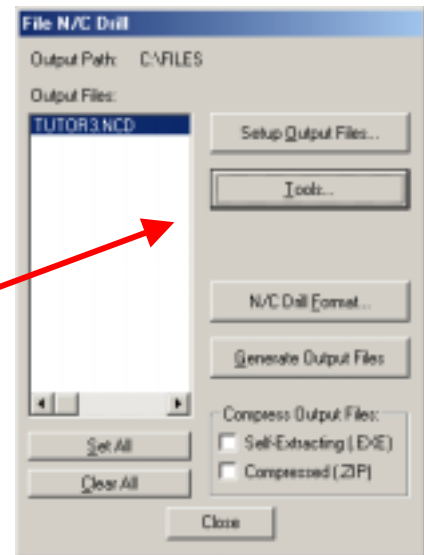 File N/C Drill
Output Path: C:\FILES
Output Files:
TUTOR3.NCD
Setup Output Files...
Tools...
N/C Drill Format...
Generate Output Files
Set All
Clear All
Compress Output Files:
Self-Extracting (.EXE)
Compressed (.ZIP)
Close